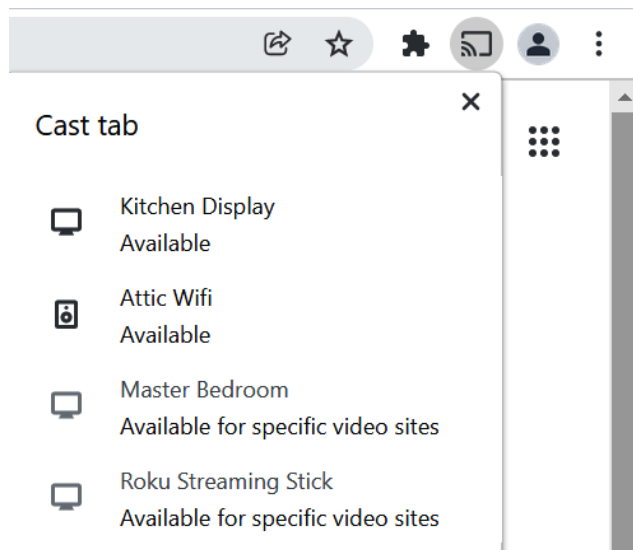 Cast tab
Kitchen Display
Available
Attic Wifi
Available
Master Bedroom
Available for specific video sites
Roku Streaming Stick
Available for specific video sites